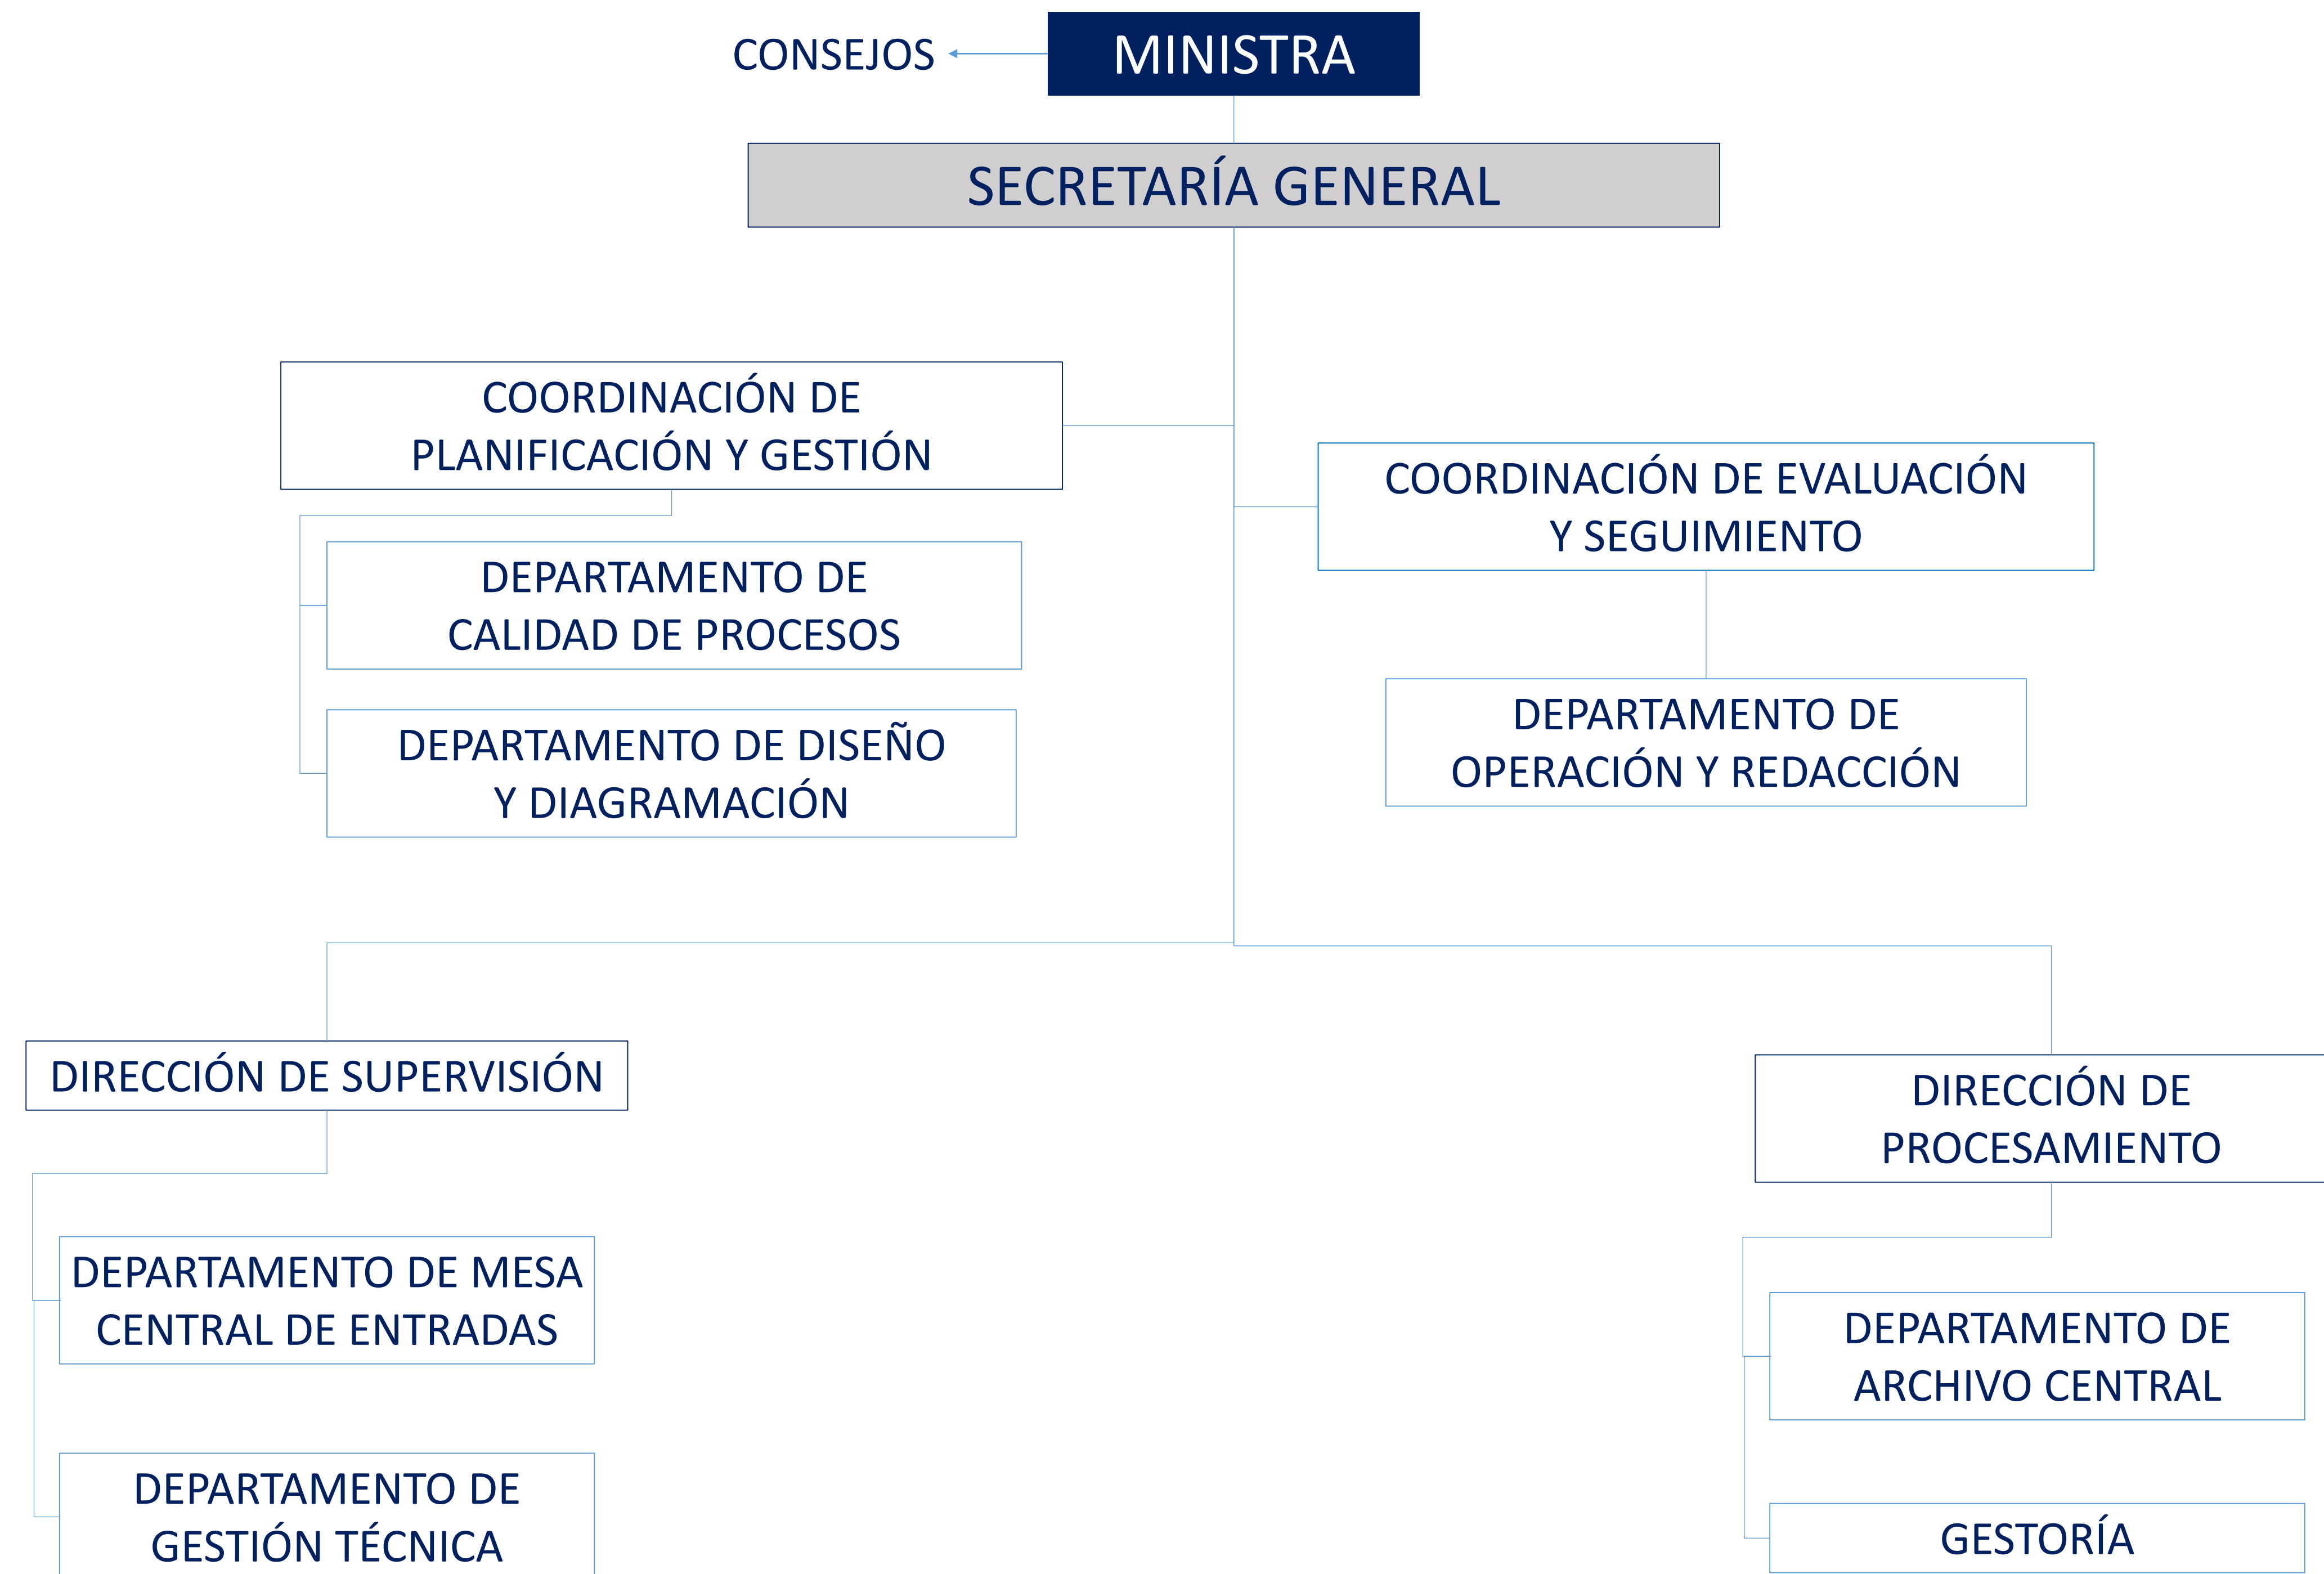 CONSEJOS
MINISTRA
SECRETARÍA GENERAL
COORDINACIÓN DE
PLANIFICACIÓN Y GESTIÓN
COORDINACIÓN DE EVALUACIÓN
Y SEGUIMIENTO
DEPARTAMENTO DE
CALIDAD DE PROCESOS
DEPARTAMENTO DE DISEÑO
Y DIAGRAMACIÓN
DEPARTAMENTO DE
OPERACIÓN Y REDACCIÓN
DIRECCIÓN DE SUPERVISIÓN
DIRECCIÓN DE
PROCESAMIENTO
DEPARTAMENTO DE MESA
CENTRAL DE ENTRADAS
DEPARTAMENTO DE
ARCHIVO CENTRAL
DEPARTAMENTO DE
GESTIÓN TÉCNICA
GESTORÍA